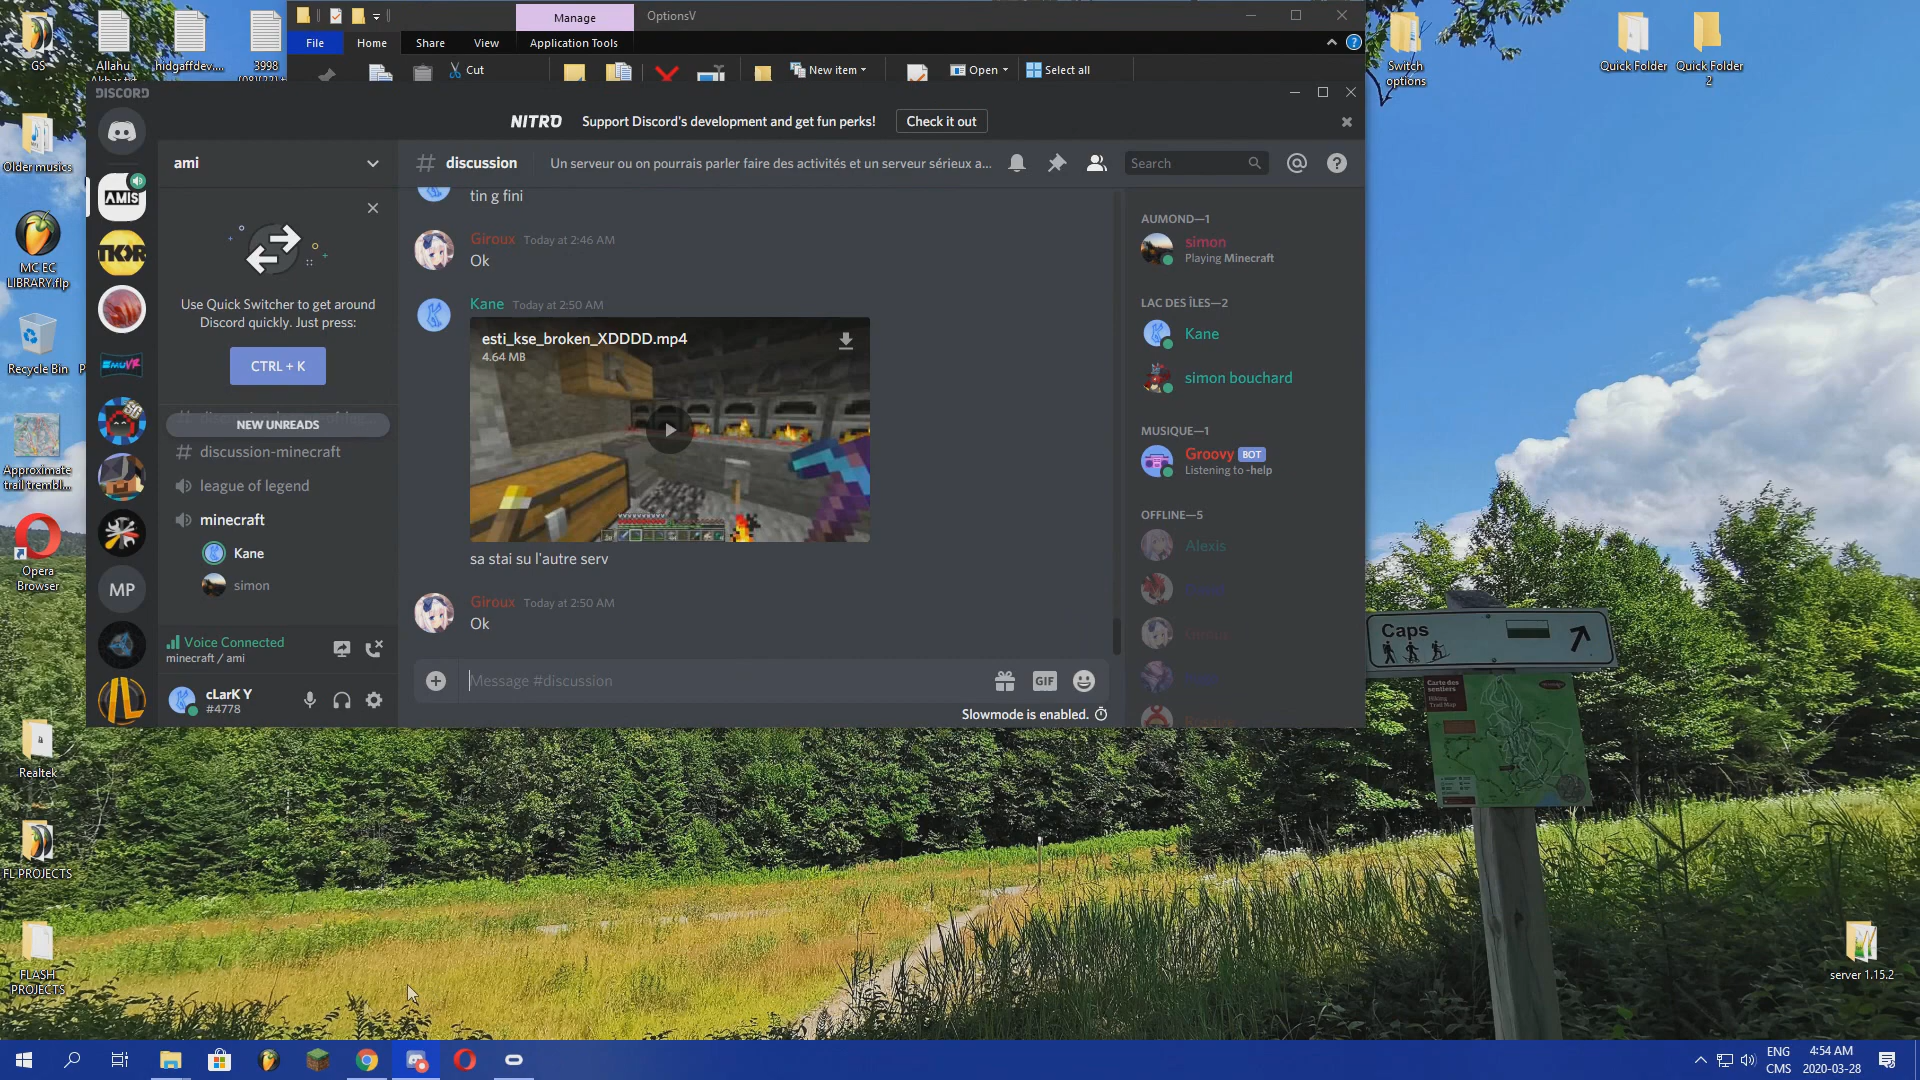 Manage
OptionsV
File
Home
Share
View
Application Tools
Cut
New item
Open
Select all
GS
Allahu
hidgaffdev....
3998
Switch
options
Quick Folder
Quick Folder
2
DISCORD
NITRO
Support Discord's development and get fun perks!
Check it out
ami
discussion
Un serveur ou on pourrais parler faire des activités et un serveur sérieux a...
Search
Older musics
AMIS
tin g fini
Giroux
Today at 2:46 AM
Ok
AUMOND—1
simon
Playing Minecraft
MC EC
LIBRARY.flp
Use Quick Switcher to get around
Discord quickly. Just press:
CTRL + K
Kane
Today at 2:50 AM
esti_kse_broken_XDDDD.mp4
4.64 MB
LAC DES ÎLES—2
Kane
simon bouchard
Recycle Bin
P
EMUVR
NEW UNREADS
discussion-minecraft
league of legend
minecraft
Kane
simon
MUSIQUE—1
Groovy
BOT
Listening to -help
Approximate
trail trembl...
OFFLINE—5
Alexis
sa stai su l'autre serv
Opera
Browser
MP
Giroux
Today at 2:50 AM
Ok
Voice Connected
minecraft / ami
cLarK Y
#4778
Message #discussion
GIF
Slowmode is enabled.
Caps
Carte des
sentiers
Hiking
Trail Map
Realtek
FL PROJECTS
FLASH
PROJECTS
server 1.15.2
ENG
CMS
4:54 AM
2020-03-28